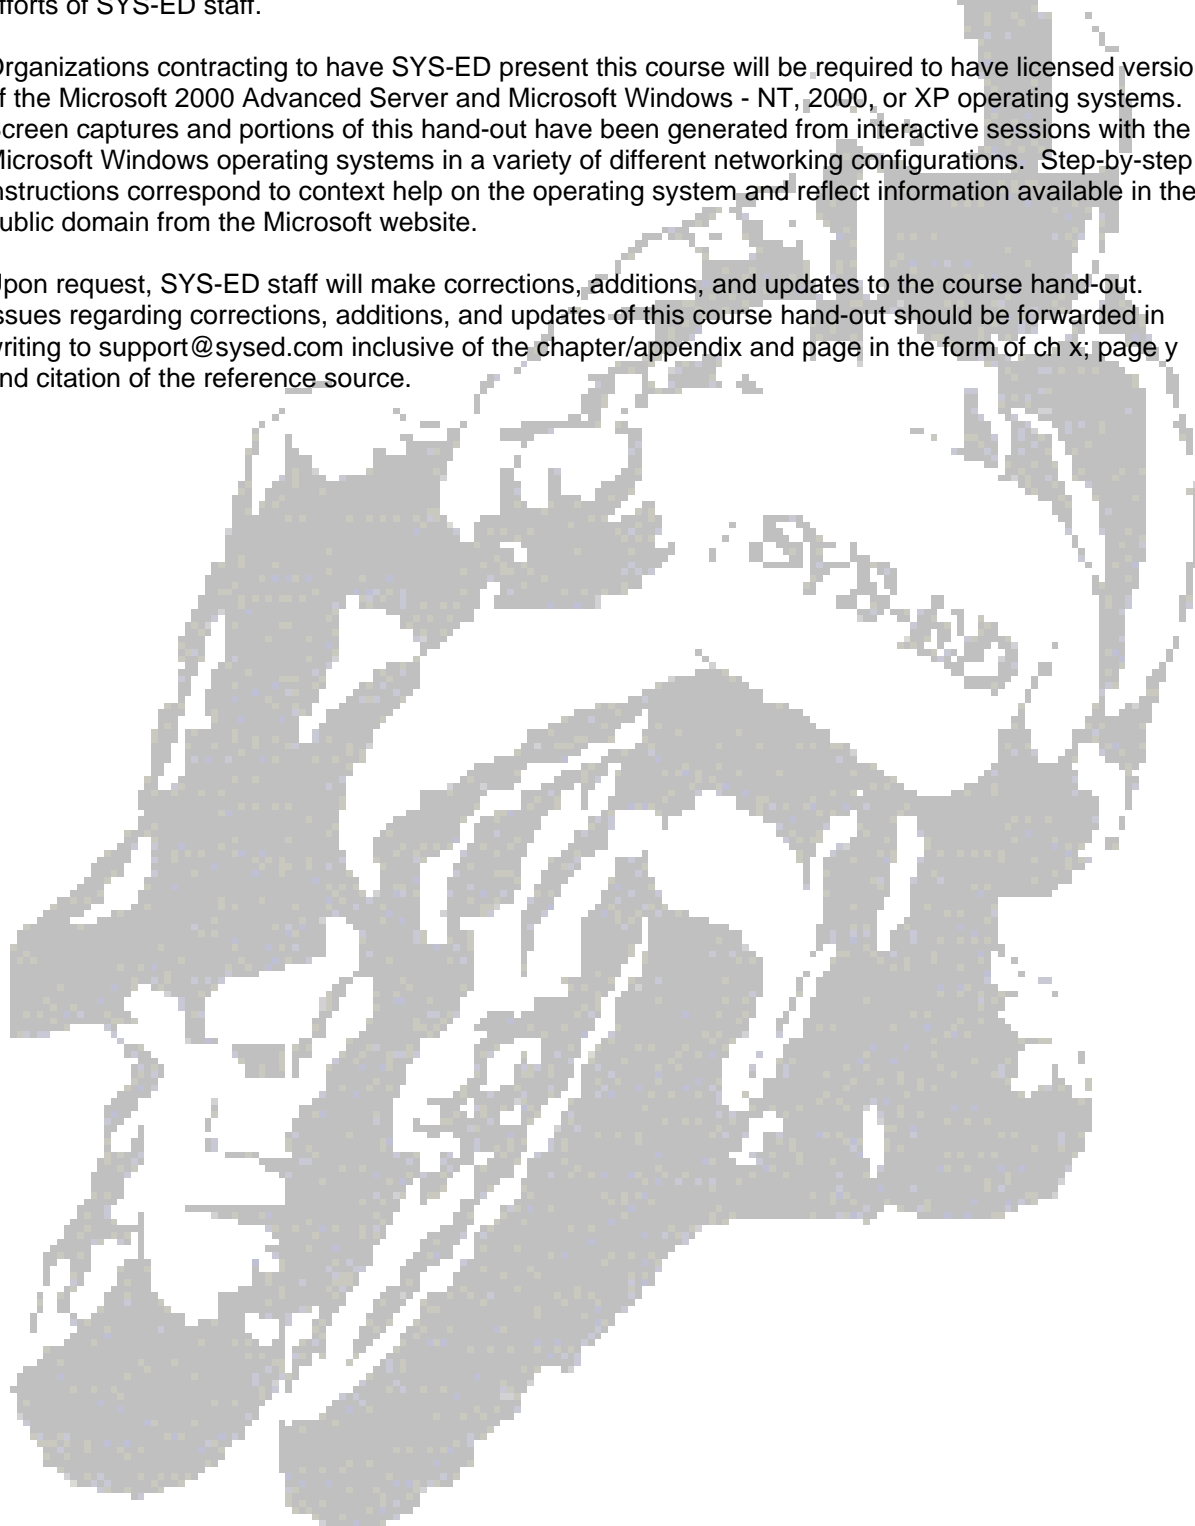 fforts of SYS-ED staff.
Organizations contracting to have SYS-ED present this course will be required to have licensed versio
f the Microsoft 2000 Advanced Server and Microsoft Windows - NT, 2000, or XP operating systems.
creen captures and portions of this hand-out have been generated from interactive sessions with the
Microsoft Windows operating systems in a variety of different networking configurations.  Step-by-step
nstructions correspond to context help on the operating system and reflect information available in the
ublic domain from the Microsoft website.
Upon request, SYS-ED staff will make corrections, additions, and updates to the course hand-out.
ssues regarding corrections, additions, and updates of this course hand-out should be forwarded in
writing to support@sysed.com inclusive of the chapter/appendix and page in the form of ch x; page y
nd citation of the reference source.
SYS-ED